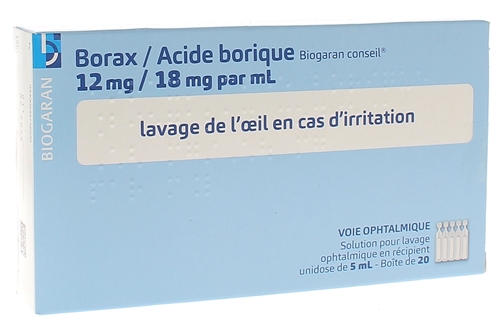 BIOGARAN
Borax / Acide borique Biogaran conseil®
12 mg / 18 mg par mL
lavage de l'œil en cas d'irritation
VOIE OPHTALMIQUE
Solution pour lavage
ophtalmique en récipient
unidose de 5 mL - Boîte de 20